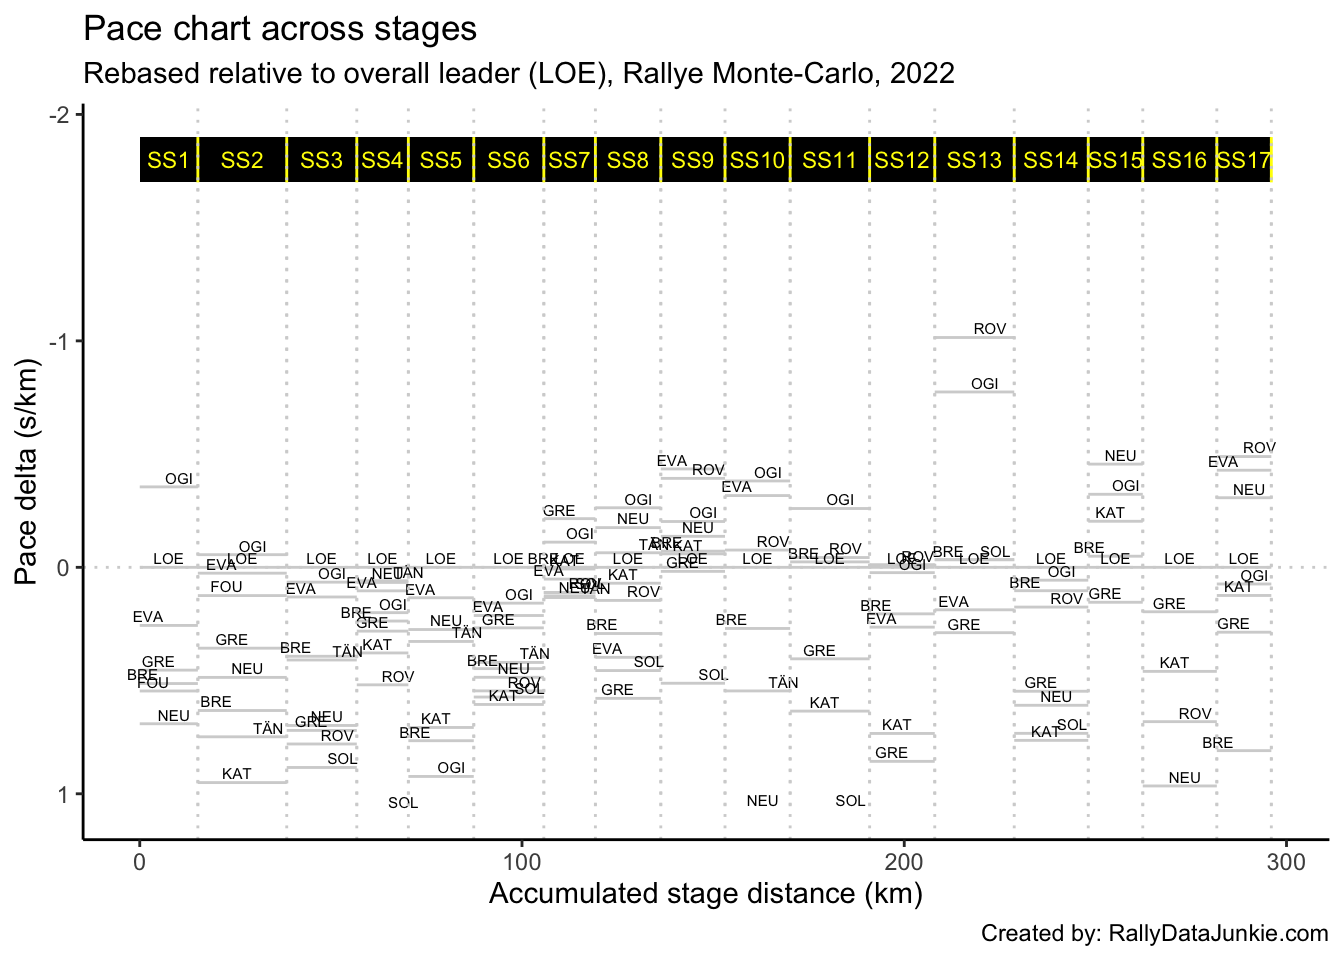 Pace chart across stages
Rebased relative to overall leader (LOE), Rallye Monte-Carlo, 2022
-2
SS1 SS2 SS3 SS4 SS5 SS6 SS7 SS8 SS9 SS10 SS11 SS12 SS13 SS14 SS15 SS16 SS17
-1
0
1
Pace delta (s/km)
OGI LOE EVA GRE BRE FOU NEU
OGI LOE EVA FOU GRE NEU BRE TÄN KAT
LOE OGI EVA BRE TÄN NEU GRE ROV SOL
LOE NEU TÄN EVA OGI BRE GRE KAT ROV SOL
LOE EVA NEU TÄN KAT BRE OGI
LOE OGI EVA GRE TÄN BRE NEU ROV SOL KAT
GRE OGI BRE LOE KAT EVA NEU SOL TÄN
OGI NEU TÄN LOE KAT ROV BRE EVA SOL GRE
EVA ROV OGI NEU BRE KAT LOE GRE SOL
OGI EVA ROV LOE BRE TÄN NEU
OGI ROV BRE LOE GRE KAT SOL
ROV LOE OGI BRE EVA KAT GRE
ROV OGI BRE SOL LOE EVA GRE
LOE OGI BRE ROV GRE NEU SOL KAT
NEU OGI KAT BRE LOE GRE
LOE GRE KAT ROV NEU
ROV EVA NEU LOE OGI KAT GRE BRE
0 100 200 300
Accumulated stage distance (km)
Created by: RallyDataJunkie.com